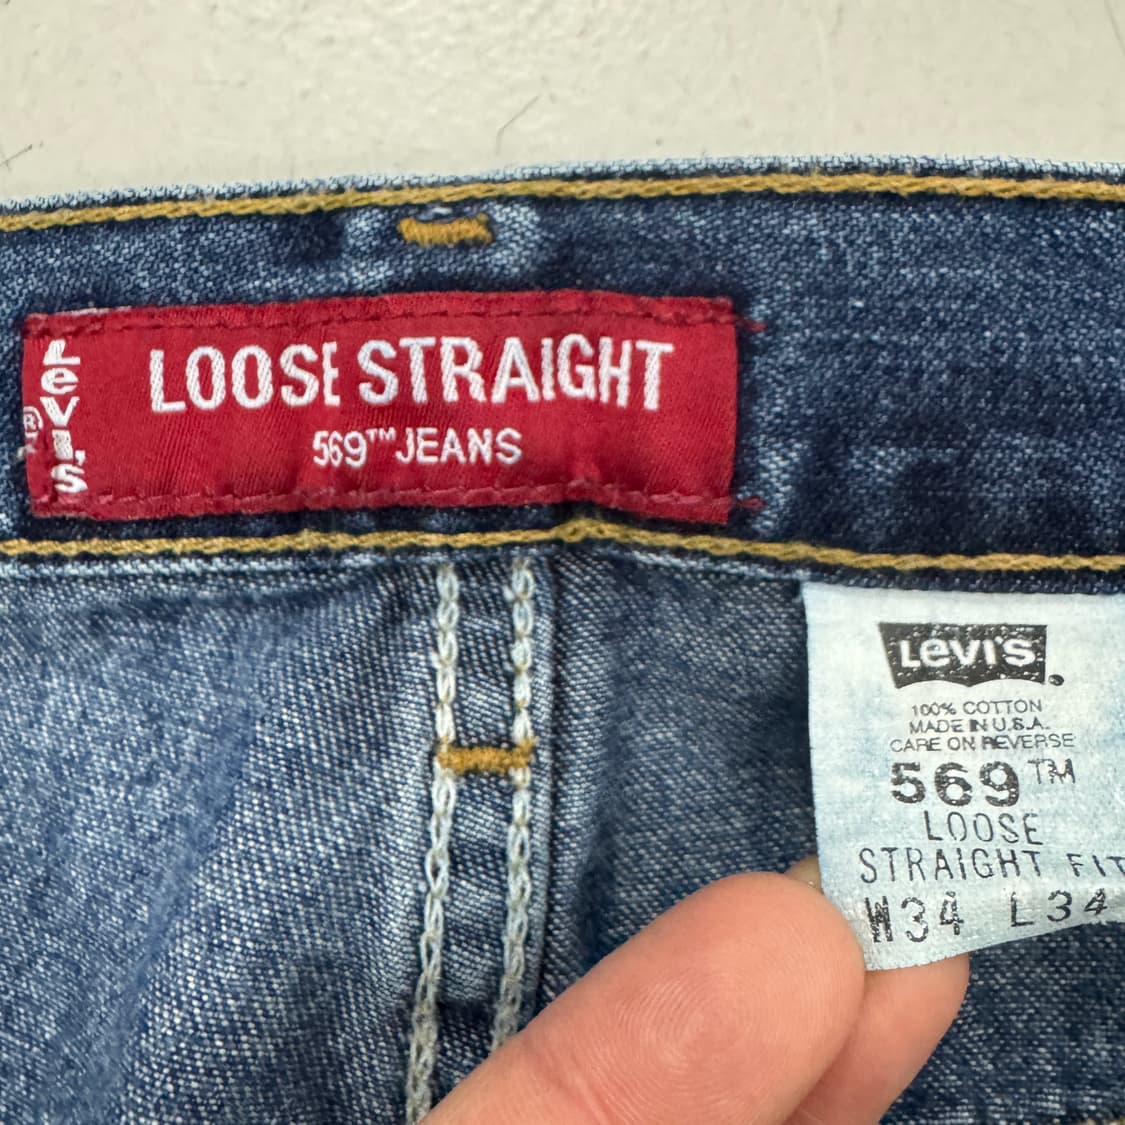 LEVI'S
®
LOOSE STRAIGHT
569™ JEANS
LEVI'S
100% COTTON
MADE IN U.S.A.
CARE ON REVERSE
569™
LOOSE
STRAIGHT FIT
W34 L34